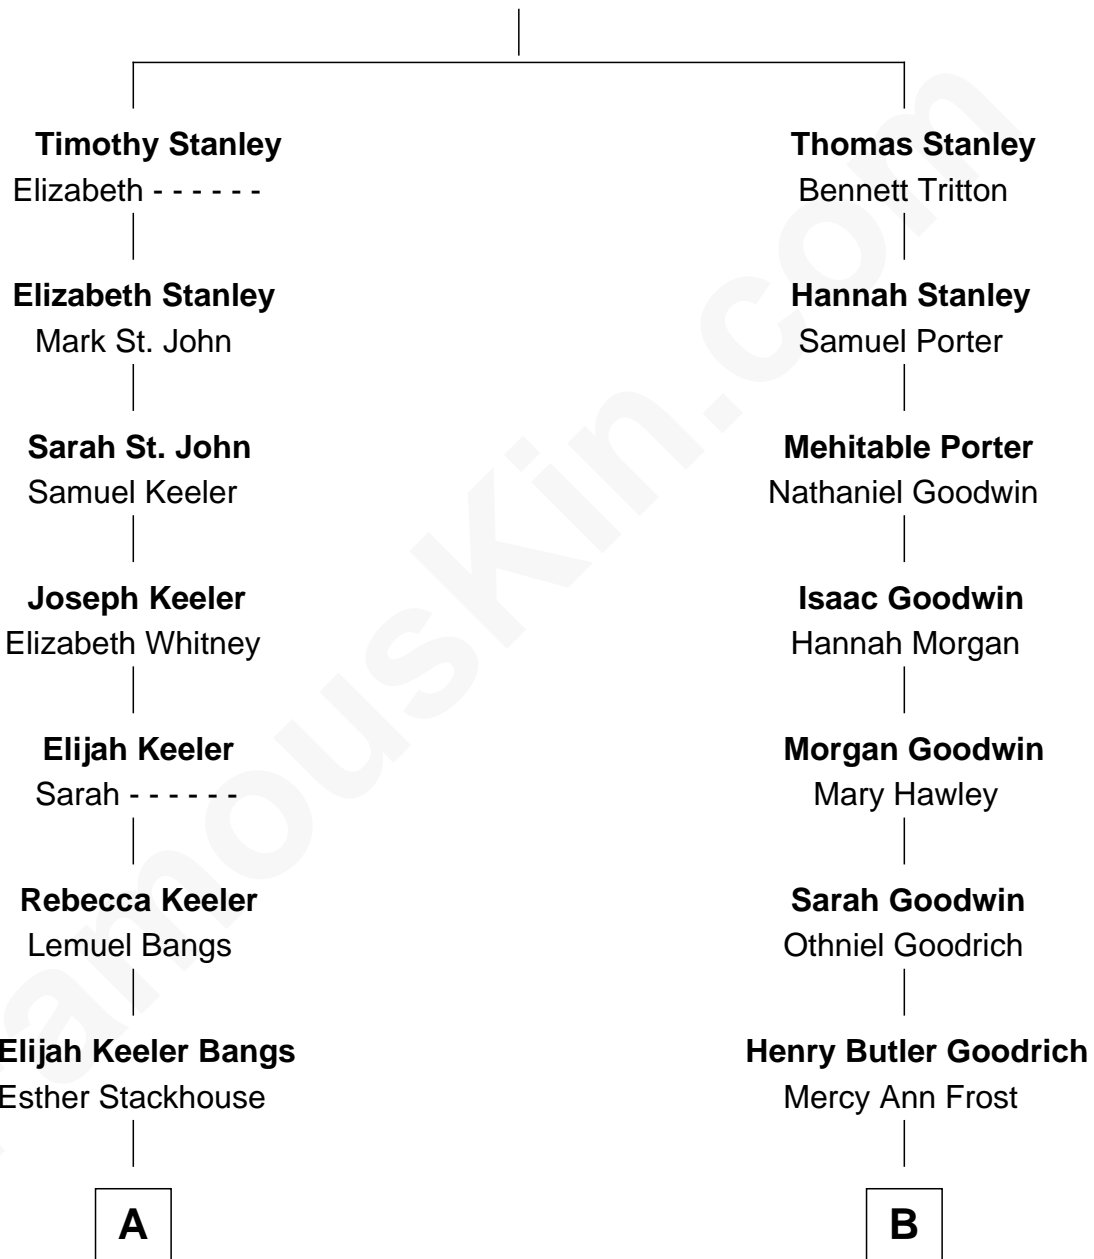 Timothy Stanley
Elizabeth - - - - - -
Thomas Stanley
Bennett Tritton
Elizabeth Stanley
Mark St. John
Hannah Stanley
Samuel Porter
Sarah St. John
Samuel Keeler
Mehitable Porter
Nathaniel Goodwin
Joseph Keeler
Elizabeth Whitney
Isaac Goodwin
Hannah Morgan
Elijah Keeler
Sarah - - - - - -
Morgan Goodwin
Mary Hawley
Rebecca Keeler
Lemuel Bangs
Sarah Goodwin
Othniel Goodrich
Elijah Keeler Bangs
Esther Stackhouse
Henry Butler Goodrich
Mercy Ann Frost
A
B
famouskin.com